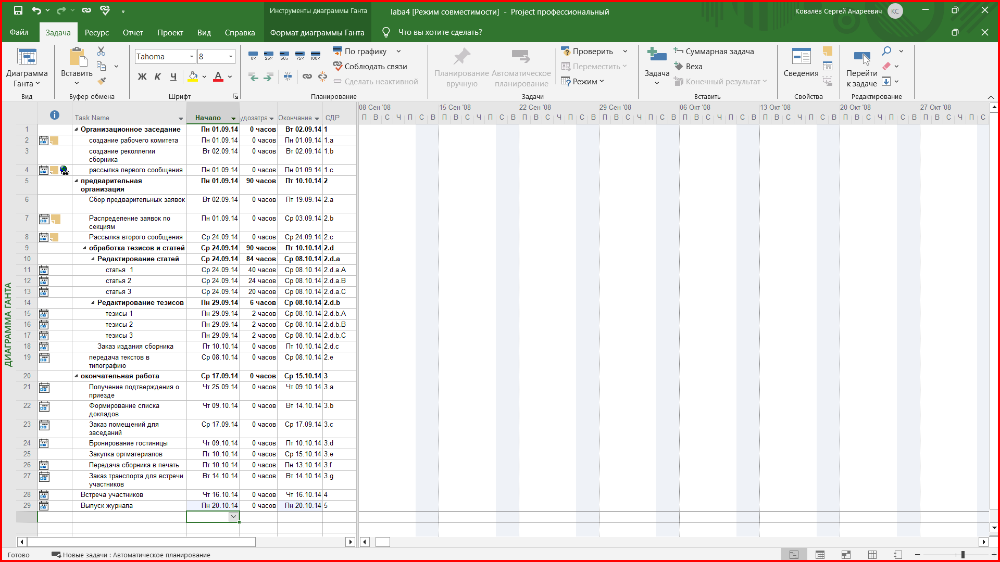 Инструменты диаграммы Ганта
laba4 [Режим совместимости] - Project профессиональный
Ковалёв Сергей Андреевич
КС
Файл Задача Ресурс Отчет Проект Вид Справка Формат диаграммы Ганта Что вы хотите сделать?
Диаграмма Ганта
Вид
Вставить
Буфер обмена
Tahoma 8
Ж К Ч А
Шрифт
0% 25% 50% 75% 100%
По графику
Соблюдать связи
Сделать неактивной
Планирование
Планирование вручную
Автоматическое планирование
Проверить
Переместить
Режим
Задачи
Задача
Суммарная задача
Веха
Конечный результат
Вставить
Сведения
Свойства
Перейти к задаче
Редактирование
Task Name Начало удозатра Окончание СДР
08 Сен '08 15 Сен '08 22 Сен '08 29 Сен '08 06 Окт '08 13 Окт '08 20 Окт '08 27 Окт '08
П В С Ч П С В П В С Ч П С В П В С Ч П С В П В С Ч П С В П В С Ч П С В П В С Ч П С В П В С Ч П С В П В С Ч П С
1 Организационное заседание Пн 01.09.14 0 часов Вт 02.09.14 1
2 создание рабочего комитета Пн 01.09.14 0 часов Пн 01.09.14 1.a
3 создание реколлегии сборника Вт 02.09.14 0 часов Вт 02.09.14 1.b
4 рассылка первого сообщения Пн 01.09.14 0 часов Пн 01.09.14 1.c
5 предварительная организация Пн 01.09.14 90 часов Пт 10.10.14 2
6 Сбор предварительных заявок Вт 02.09.14 0 часов Пт 19.09.14 2.a
7 Распределение заявок по секциям Пн 01.09.14 0 часов Ср 03.09.14 2.b
8 Рассылка второго сообщения Ср 24.09.14 0 часов Ср 24.09.14 2.c
9 обработка тезисов и статей Ср 24.09.14 90 часов Пт 10.10.14 2.d
10 Редактирование статей Ср 24.09.14 84 часов Ср 08.10.14 2.d.a
11 статья 1 Ср 24.09.14 40 часов Ср 08.10.14 2.d.a.A
12 статья 2 Ср 24.09.14 24 часов Ср 08.10.14 2.d.a.B
13 статья 3 Ср 24.09.14 20 часов Ср 08.10.14 2.d.a.C
14 Редактирование тезисов Пн 29.09.14 6 часов Ср 08.10.14 2.d.b
15 тезисы 1 Пн 29.09.14 2 часов Ср 08.10.14 2.d.b.A
16 тезисы 2 Пн 29.09.14 2 часов Ср 08.10.14 2.d.b.B
17 тезисы 3 Пн 29.09.14 2 часов Ср 08.10.14 2.d.b.C
18 Заказ издания сборника Пт 10.10.14 0 часов Пт 10.10.14 2.d.c
19 передача текстов в типографию Ср 08.10.14 0 часов Ср 08.10.14 2.e
20 окончательная работа Ср 17.09.14 0 часов Ср 15.10.14 3
21 Получение подтверждения о приезде Чт 25.09.14 0 часов Чт 09.10.14 3.a
22 Формирование списка докладов Чт 09.10.14 0 часов Вт 14.10.14 3.b
23 Заказ помещений для заседаний Ср 17.09.14 0 часов Ср 17.09.14 3.c
24 Бронирование гостиницы Чт 09.10.14 0 часов Пт 10.10.14 3.d
25 Закупка оргматериалов Пт 10.10.14 0 часов Ср 15.10.14 3.e
26 Передача сборника в печать Пт 10.10.14 0 часов Пн 13.10.14 3.f
27 Заказ транспорта для встречи участников Вт 14.10.14 0 часов Вт 14.10.14 3.g
28 Встреча участников Чт 16.10.14 0 часов Чт 16.10.14 4
29 Выпуск журнала Пн 20.10.14 0 часов Пн 20.10.14 5
ДИАГРАММА ГАНТА
Готово Новые задачи : Автоматическое планирование